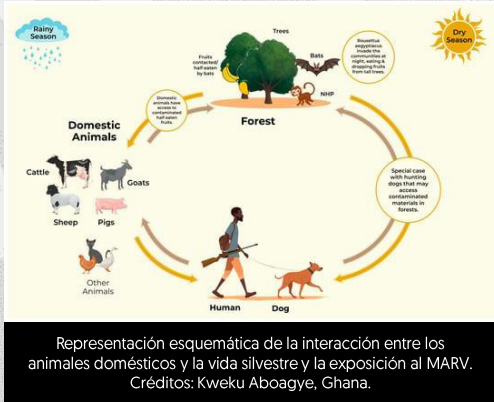 Rainy
Season
Dry
Season
Trees
Fruits
contacted/
half eaten
by bats
Bats
Rousettus
aegyptiacus
invade the
communities at
night, eating &
dropping fruits
from tall trees.
NHP
Domestic
animals have
access to
contaminated
half eaten
fruits.
Forest
Domestic
Animals
Cattle
Goats
Sheep
Pigs
Special case
with hunting
dogs that may
access
contaminated
materials in
forests.
Other
Animals
Human
Dog
Representación esquemática de la interacción entre los
animales domésticos y la vida silvestre y la exposición al MARV.
Créditos: Kweku Aboagye, Ghana.